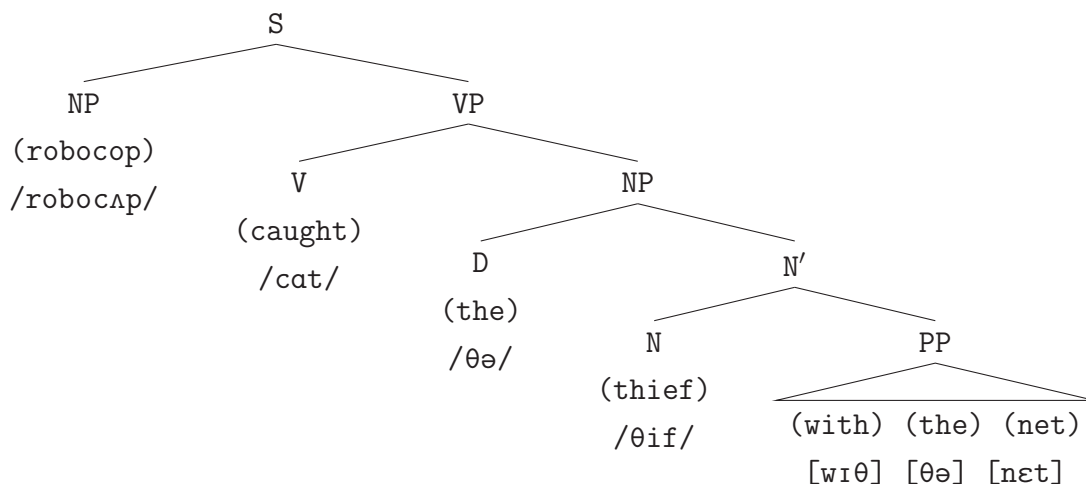 S
NP VP
(robocop) V NP
/robocʌp/ (caught) D N′
/cɑt/ (the) N PP
/θə/ (thief) (with) (the) (net)
/θif/ [wɪθ] [θə] [nɛt]